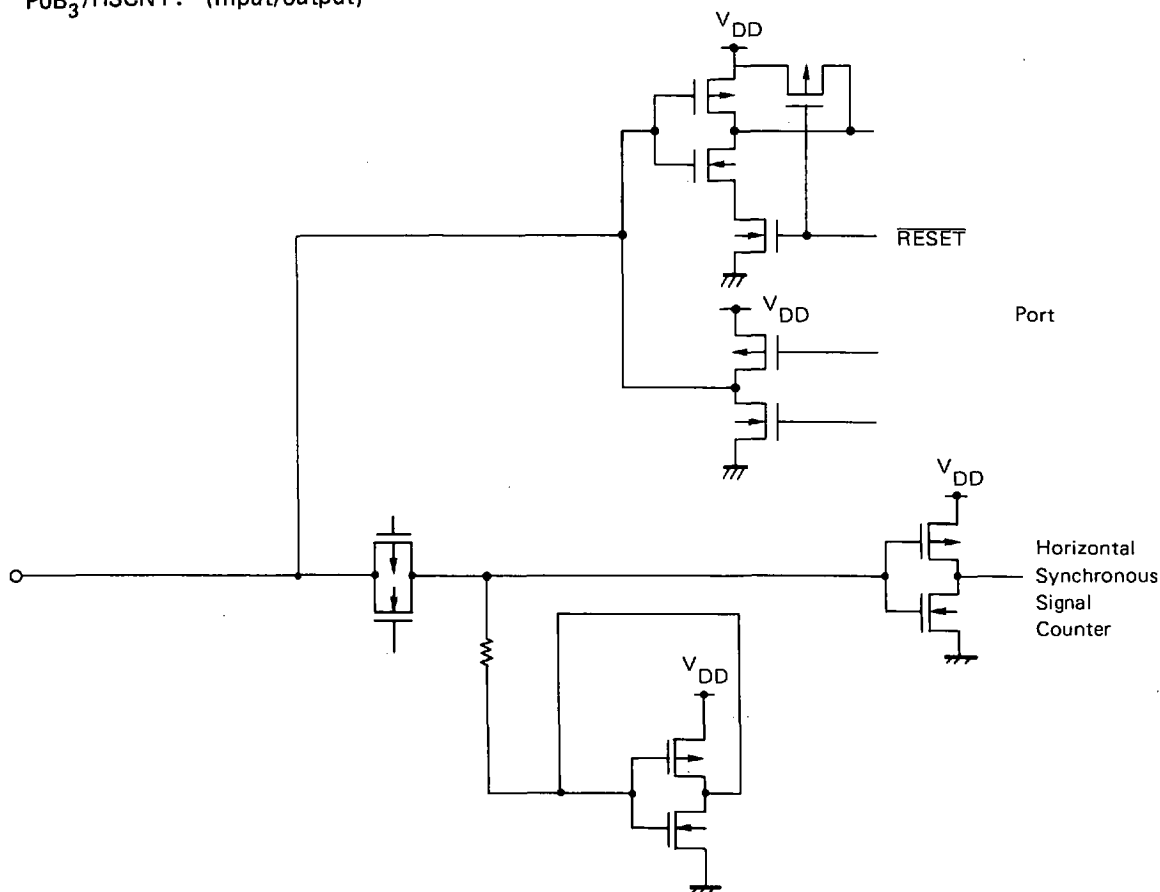 P0B3/HSCNT: (Input/output)
VDD
RESET
VDD
Port
VDD
Horizontal
Synchronous
Signal
Counter
VDD